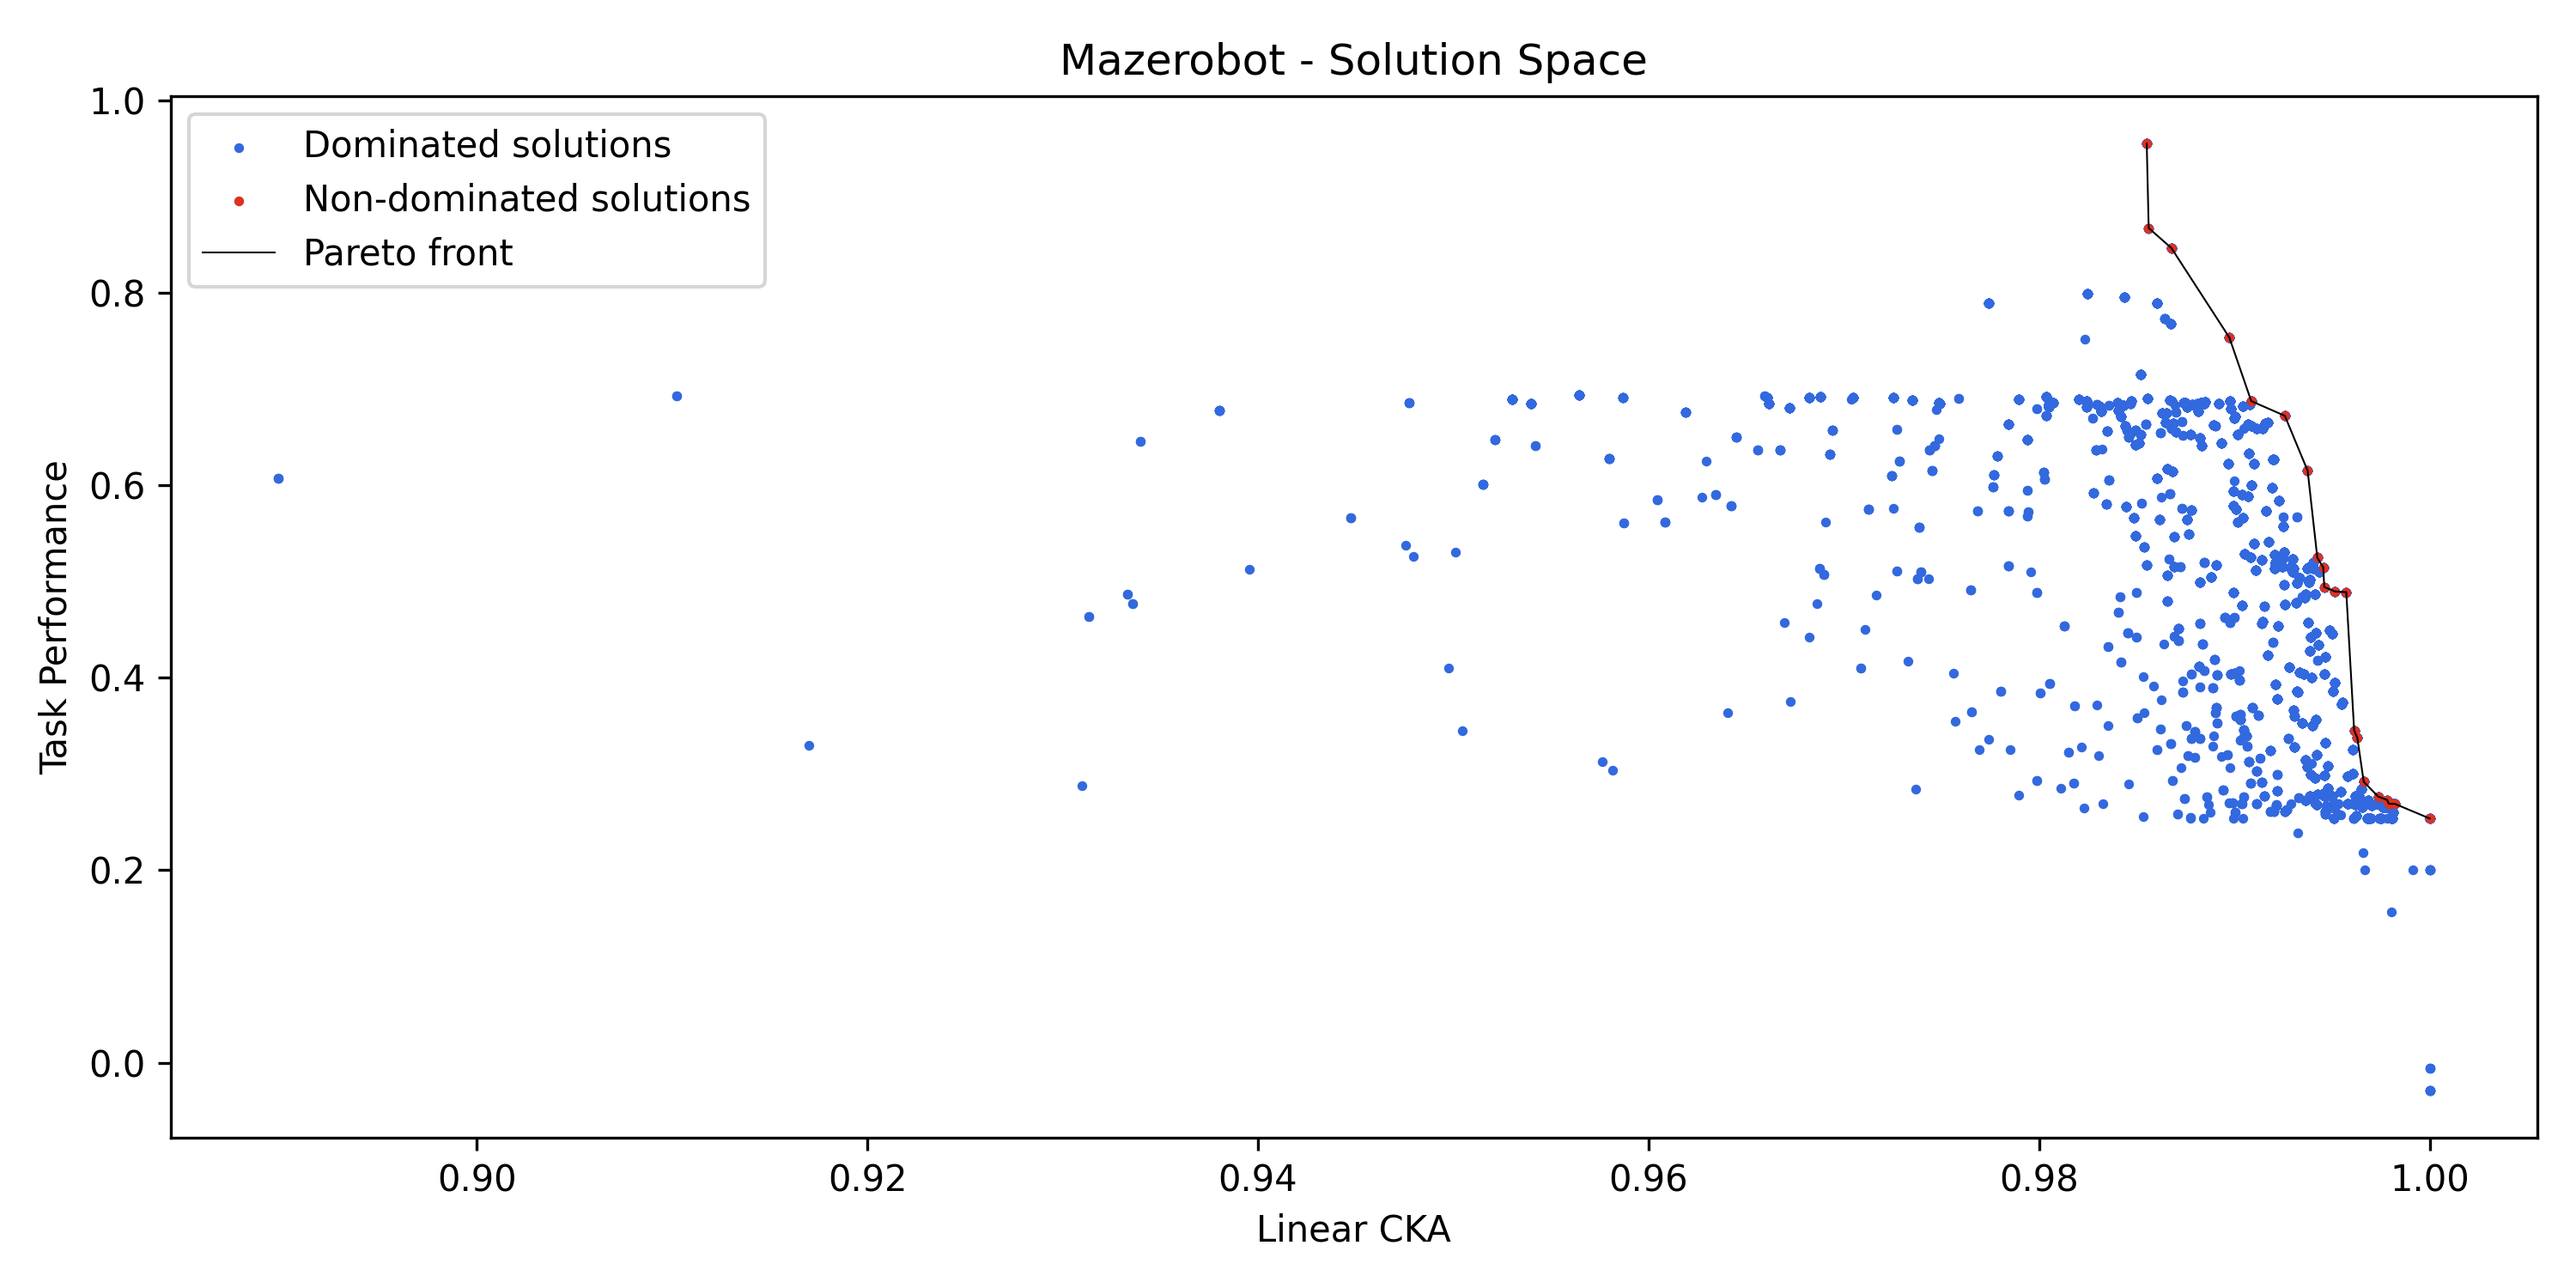 Mazerobot - Solution Space
1.0
0.8
0.6
0.4
0.2
0.0
Task Performance
Dominated solutions
Non-dominated solutions
Pareto front
0.90 0.92 0.94 0.96 0.98 1.00
Linear CKA